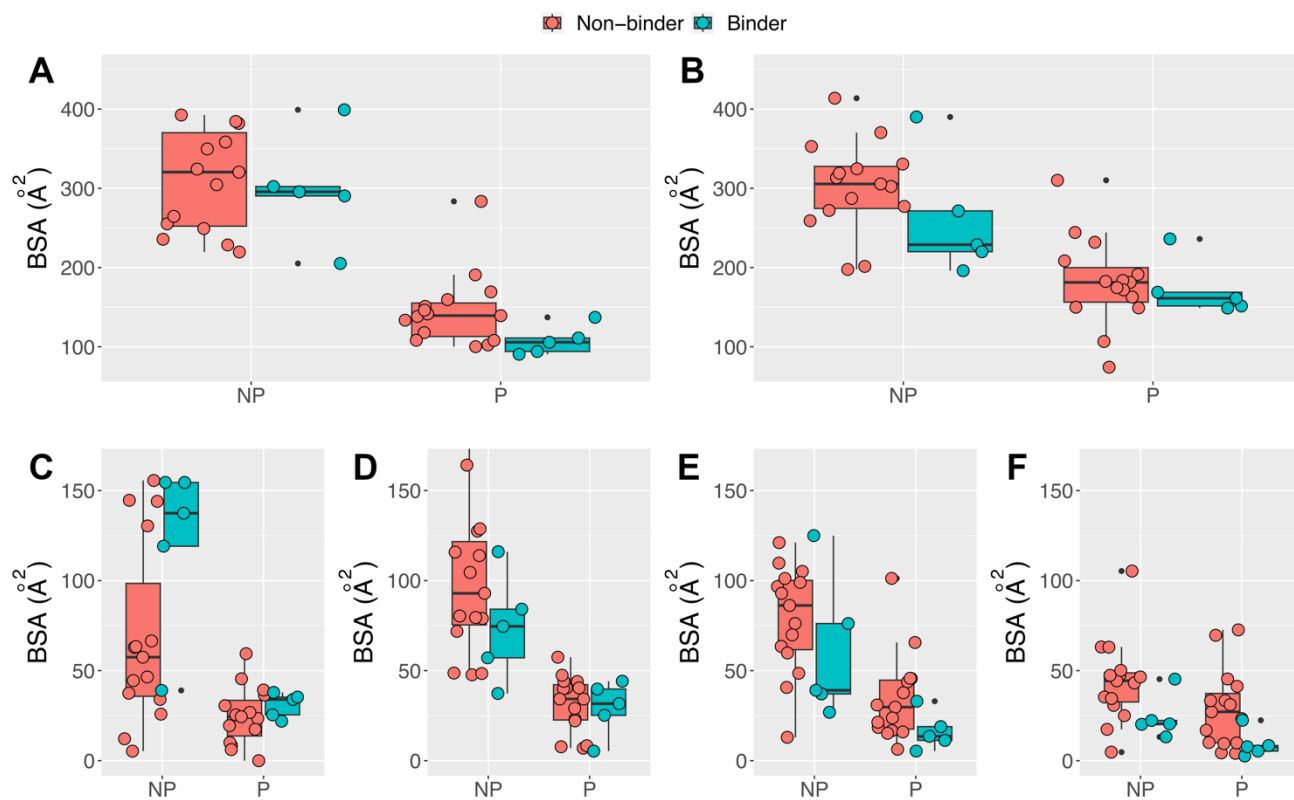 Non-binder Binder
A
BSA (Å²)
400
300
200
100
NP P
B
BSA (Å²)
400
300
200
100
NP P
C
BSA (Å²)
150
100
50
0
NP P
D
BSA (Å²)
150
100
50
0
NP P
E
BSA (Å²)
150
100
50
0
NP P
F
BSA (Å²)
150
100
50
0
NP P